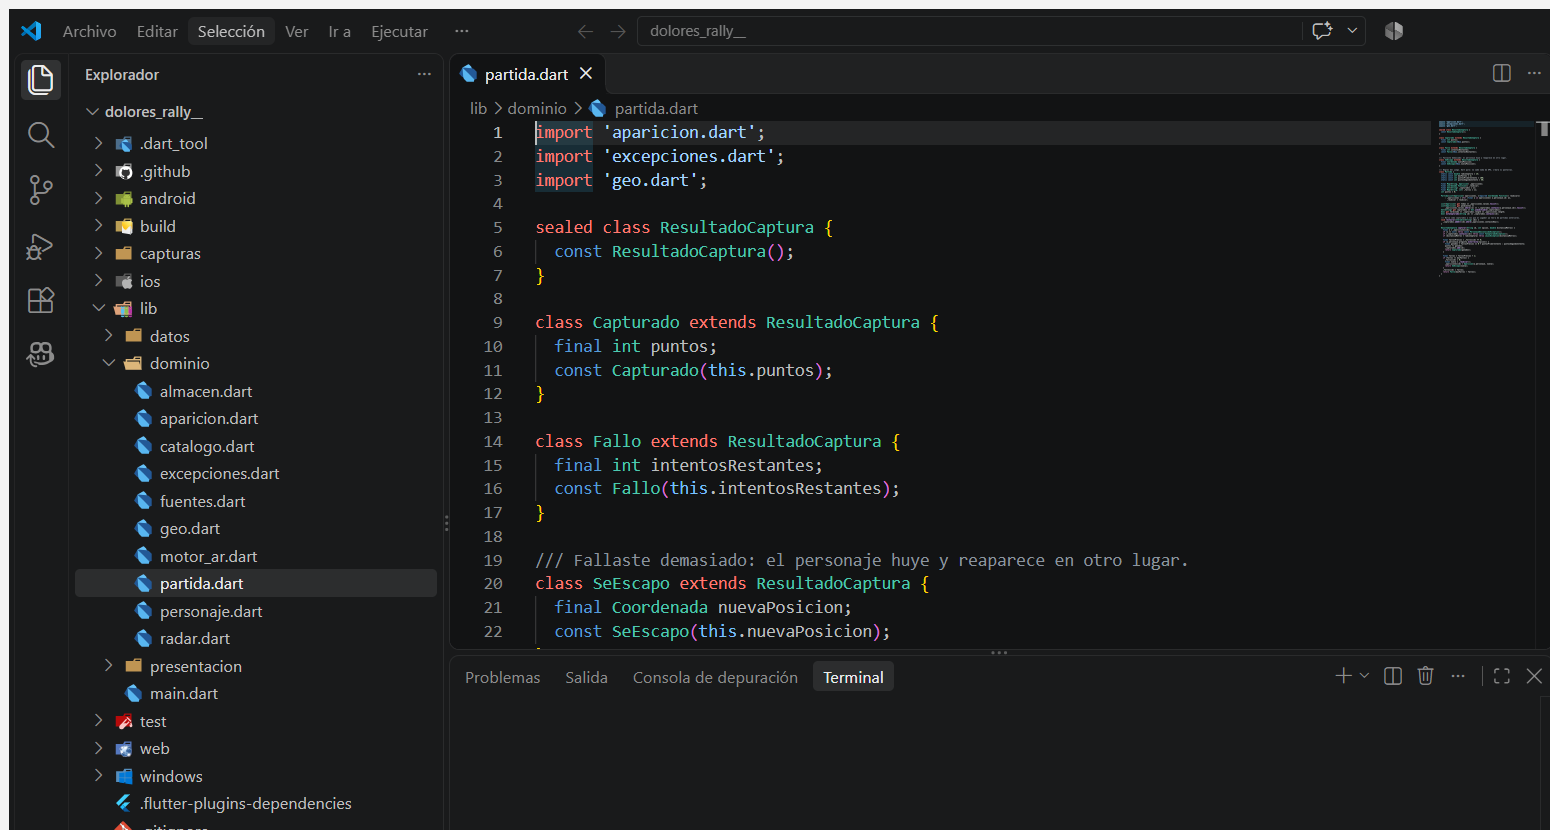 Archivo Editar Selección Ver Ir a Ejecutar ··· dolores_rally__
Explorador ···
dolores_rally__
.dart_tool
.github
android
build
capturas
ios
lib
datos
dominio
almacen.dart
aparicion.dart
catalogo.dart
excepciones.dart
fuentes.dart
geo.dart
motor_ar.dart
partida.dart
personaje.dart
radar.dart
presentacion
main.dart
test
web
windows
.flutter-plugins-dependencies
.gitignore
partida.dart
lib > dominio > partida.dart
1 import 'aparicion.dart';
2 import 'excepciones.dart';
3 import 'geo.dart';
4
5 sealed class ResultadoCaptura {
6   const ResultadoCaptura();
7 }
8
9 class Capturado extends ResultadoCaptura {
10   final int puntos;
11   const Capturado(this.puntos);
12 }
13
14 class Fallo extends ResultadoCaptura {
15   final int intentosRestantes;
16   const Fallo(this.intentosRestantes);
17 }
18
19 /// Fallaste demasiado: el personaje huye y reaparece en otro lugar.
20 class SeEscapo extends ResultadoCaptura {
21   final Coordenada nuevaPosicion;
22   const SeEscapo(this.nuevaPosicion);
Problemas Salida Consola de depuración Terminal